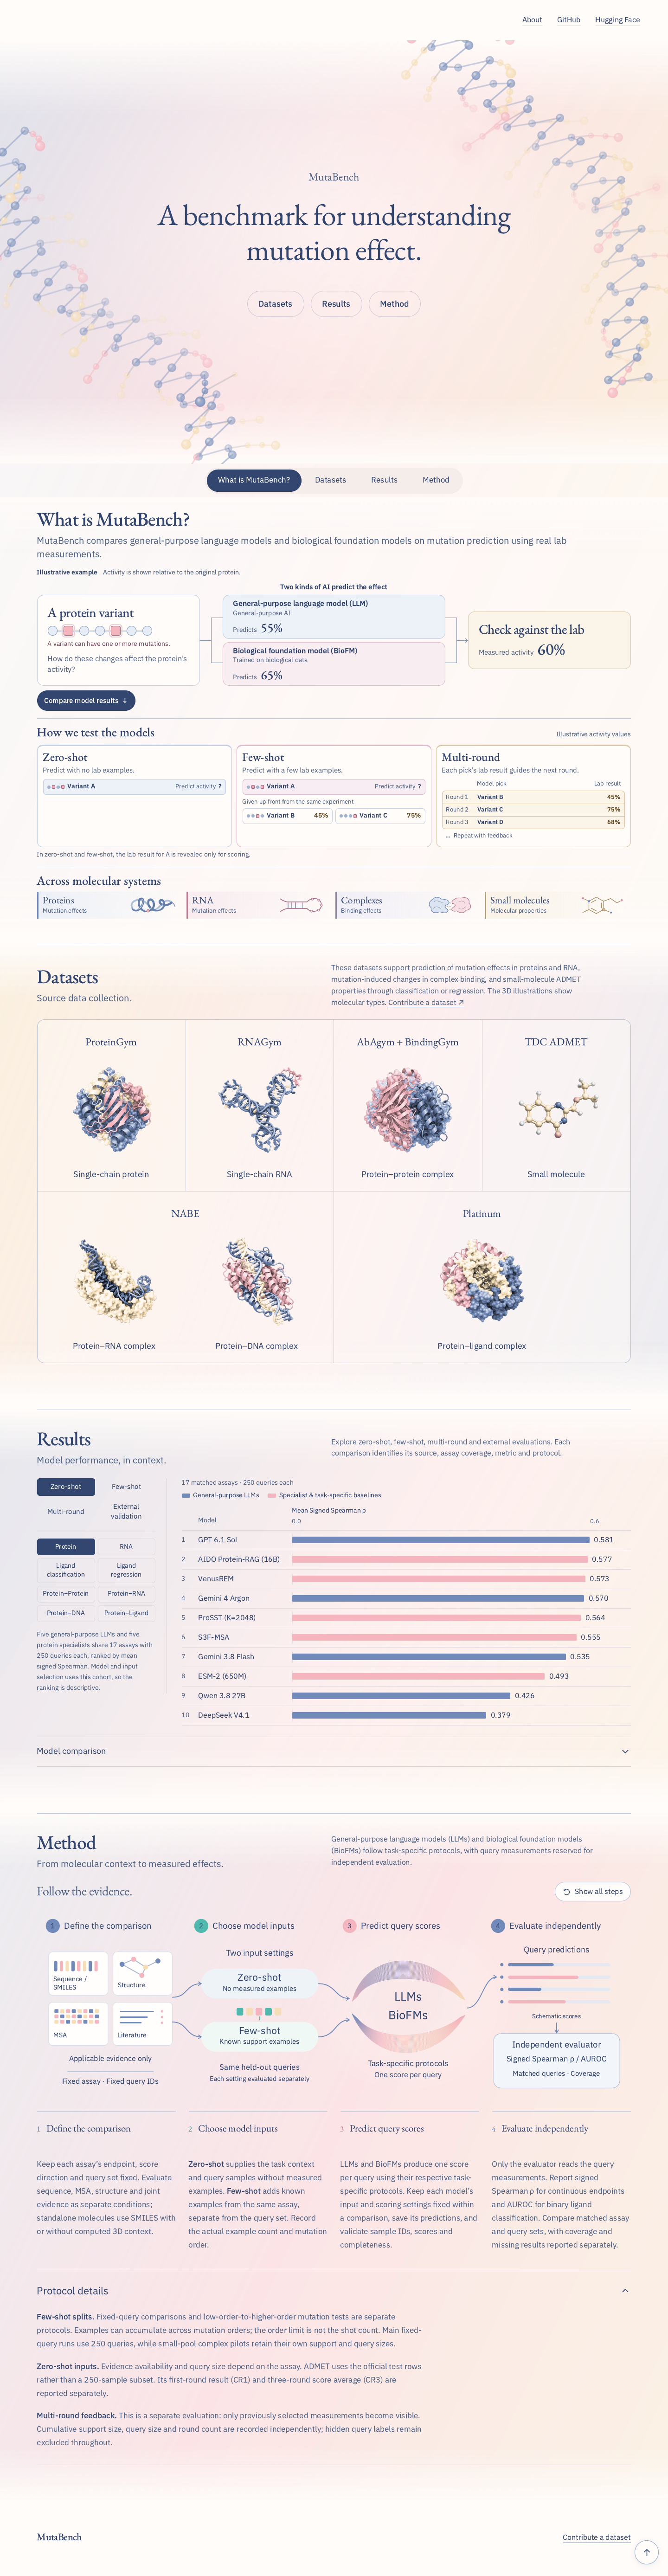 About GitHub Hugging Face
MutaBench
A benchmark for understanding
mutation effect.
Datasets Results Method
What is MutaBench? Datasets Results Method
What is MutaBench?
MutaBench compares general-purpose language models and biological foundation models on mutation prediction using real lab
measurements.
Illustrative example Activity is shown relative to the original protein.
Two kinds of AI predict the effect
A protein variant
A variant can have one or more mutations.
How do these changes affect the protein's
activity?
General-purpose language model (LLM)
General-purpose AI
Predicts 55%
Biological foundation model (BioFM)
Trained on biological data
Predicts 65%
Check against the lab
Measured activity 60%
Compare model results ↓
How we test the models
Illustrative activity values
Zero-shot
Predict with no lab examples.
Variant A Predict activity ?
Few-shot
Predict with a few lab examples.
Variant A Predict activity ?
Given up front from the same experiment
Variant B 45% Variant C 75%
Multi-round
Each pick's lab result guides the next round.
Model pick Lab result
Round 1 Variant B 45%
Round 2 Variant C 75%
Round 3 Variant D 68%
... Repeat with feedback
In zero-shot and few-shot, the lab result for A is revealed only for scoring.
Across molecular systems
Proteins
Mutation effects
RNA
Mutation effects
Complexes
Binding effects
Small molecules
Molecular properties
Datasets
Source data collection.
These datasets support prediction of mutation effects in proteins and RNA,
mutation-induced changes in complex binding, and small-molecule ADMET
properties through classification or regression. The 3D illustrations show
molecular types. Contribute a dataset ↗
ProteinGym
Single-chain protein
RNAGym
Single-chain RNA
AbAgym + BindingGym
Protein–protein complex
TDC ADMET
Small molecule
NABE
Protein–RNA complex
Protein–DNA complex
Platinum
Protein–ligand complex
Results
Model performance, in context.
Explore zero-shot, few-shot, multi-round and external evaluations. Each
comparison identifies its source, assay coverage, metric and protocol.
Zero-shot Few-shot
Multi-round External
validation
Protein RNA
Ligand
classification
Ligand
regression
Protein–Protein Protein–RNA
Protein–DNA Protein–Ligand
Five general-purpose LLMs and five
protein specialists share 17 assays with
250 queries each, ranked by mean
signed Spearman. Model and input
selection uses this cohort, so the
ranking is descriptive.
17 matched assays · 250 queries each
General-purpose LLMs Specialist & task-specific baselines
Mean Signed Spearman ρ
Model 0.0 0.6
1 GPT 6.1 Sol 0.581
2 AIDO Protein-RAG (16B) 0.577
3 VenusREM 0.573
4 Gemini 4 Argon 0.570
5 ProSST (K=2048) 0.564
6 S3F-MSA 0.555
7 Gemini 3.8 Flash 0.535
8 ESM-2 (650M) 0.493
9 Qwen 3.8 27B 0.426
10 DeepSeek V4.1 0.379
Model comparison
Method
From molecular context to measured effects.
General-purpose language models (LLMs) and biological foundation models
(BioFMs) follow task-specific protocols, with query measurements reserved for
independent evaluation.
Follow the evidence.
Show all steps
1 Define the comparison
2 Choose model inputs
3 Predict query scores
4 Evaluate independently
Sequence /
SMILES
Structure
MSA
Literature
Applicable evidence only
Fixed assay · Fixed query IDs
Two input settings
Zero-shot
No measured examples
Few-shot
Known support examples
Same held-out queries
Each setting evaluated separately
LLMs
BioFMs
Task-specific protocols
One score per query
Query predictions
Schematic scores
Independent evaluator
Signed Spearman ρ / AUROC
Matched queries · Coverage
1 Define the comparison
Keep each assay's endpoint, score
direction and query set fixed. Evaluate
sequence, MSA, structure and joint
evidence as separate conditions;
standalone molecules use SMILES with
or without computed 3D context.
2 Choose model inputs
Zero-shot supplies the task context
and query samples without measured
examples. Few-shot adds known
examples from the same assay,
separate from the query set. Record
the actual example count and mutation
order.
3 Predict query scores
LLMs and BioFMs produce one score
per query using their respective task-
specific protocols. Keep each model's
input and scoring settings fixed within
a comparison, save its predictions, and
validate sample IDs, scores and
completeness.
4 Evaluate independently
Only the evaluator reads the query
measurements. Report signed
Spearman ρ for continuous endpoints
and AUROC for binary ligand
classification. Compare matched assay
and query sets, with coverage and
missing results reported separately.
Protocol details
Few-shot splits. Fixed-query comparisons and low-order-to-higher-order mutation tests are separate
protocols. Examples can accumulate across mutation orders; the order limit is not the shot count. Main fixed-
query runs use 250 queries, while small-pool complex pilots retain their own support and query sizes.
Zero-shot inputs. Evidence availability and query size depend on the assay. ADMET uses the official test rows
rather than a 250-sample subset. Its first-round result (CR1) and three-round score average (CR3) are
reported separately.
Multi-round feedback. This is a separate evaluation: only previously selected measurements become visible.
Cumulative support size, query size and round count are recorded independently; hidden query labels remain
excluded throughout.
MutaBench
Contribute a dataset